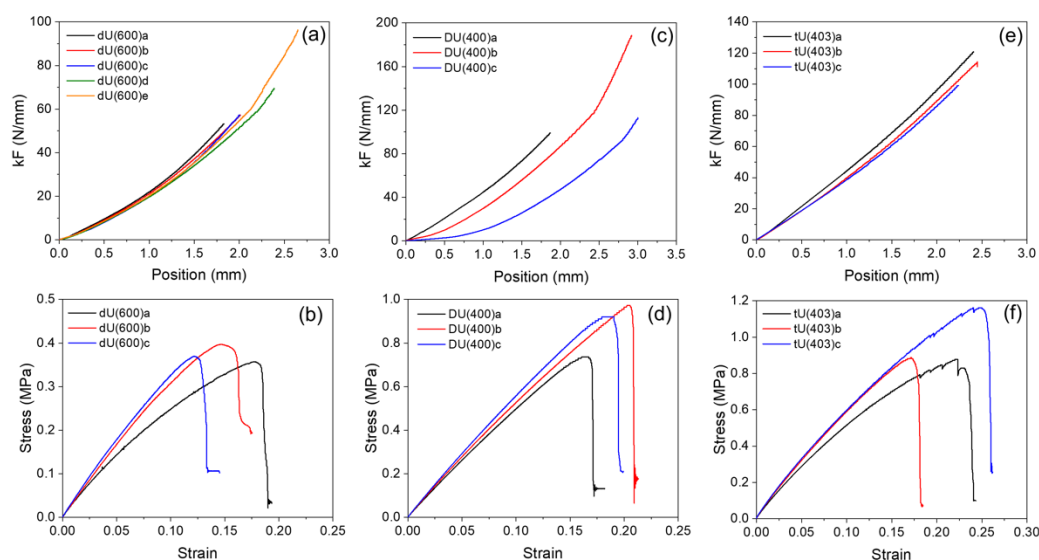 (a)
dU(600)a
dU(600)b
dU(600)c
dU(600)d
dU(600)e
100
80
60
40
20
0
kF (N/mm)
0.0 0.5 1.0 1.5 2.0 2.5 3.0
Position (mm)
(c)
DU(400)a
DU(400)b
DU(400)c
200
160
120
80
40
0
kF (N/mm)
0.0 0.5 1.0 1.5 2.0 2.5 3.0 3.5
Position (mm)
(e)
tU(403)a
tU(403)b
tU(403)c
140
120
100
80
60
40
20
0
kF (N/mm)
0.0 0.5 1.0 1.5 2.0 2.5 3.0
Position (mm)
(b)
dU(600)a
dU(600)b
dU(600)c
0.5
0.4
0.3
0.2
0.1
0.0
Stress (MPa)
0.00 0.05 0.10 0.15 0.20 0.25
Strain
(d)
DU(400)a
DU(400)b
DU(400)c
1.0
0.8
0.6
0.4
0.2
0.0
Stress (MPa)
0.00 0.05 0.10 0.15 0.20 0.25
Strain
(f)
tU(403)a
tU(403)b
tU(403)c
1.2
1.0
0.8
0.6
0.4
0.2
0.0
Stress (MPa)
0.00 0.05 0.10 0.15 0.20 0.25 0.30
Strain